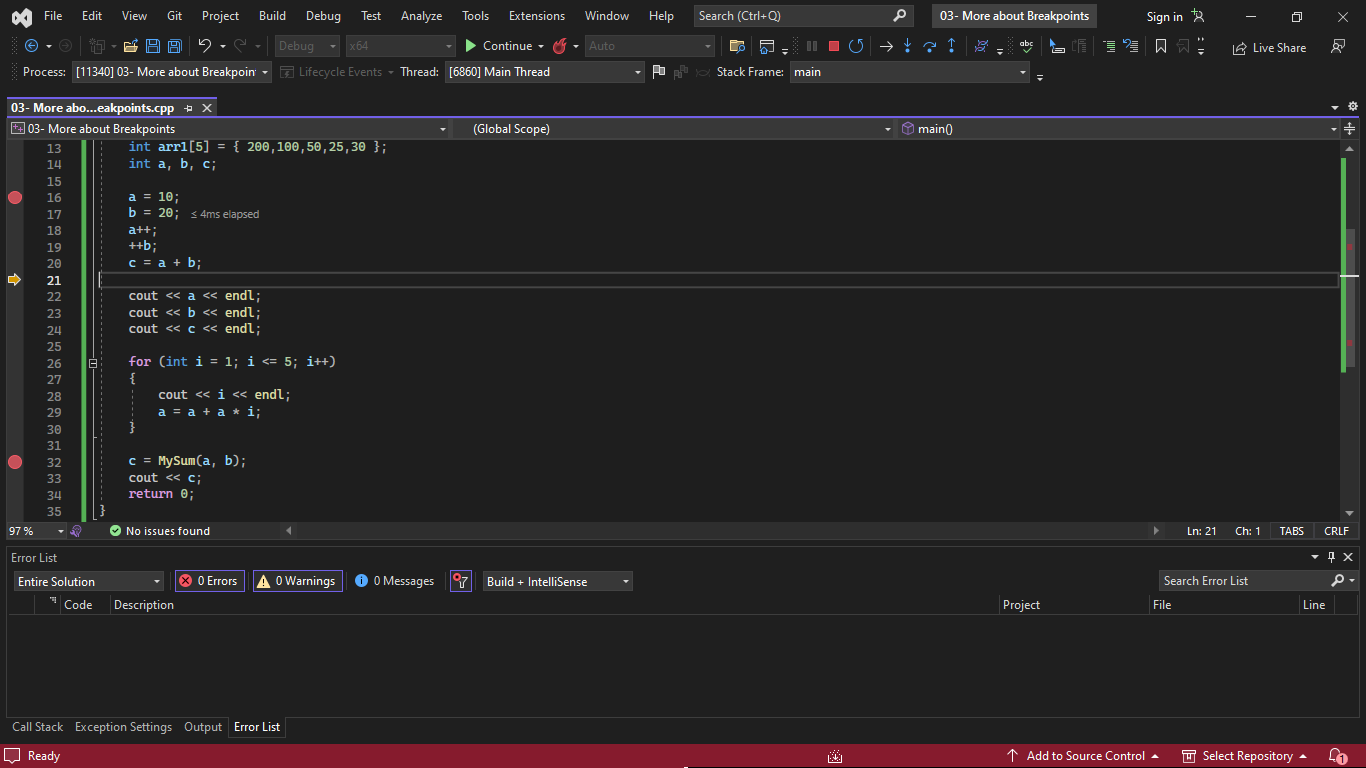 File Edit View Git Project Build Debug Test Analyze Tools Extensions Window Help Search (Ctrl+Q) 03- More about Breakpoints Sign in
Debug x64 Continue Auto Live Share
Process: [11340] 03- More about Breakpoin Lifecycle Events Thread: [6860] Main Thread Stack Frame: main
03- More abo...eakpoints.cpp
03- More about Breakpoints (Global Scope) main()
13 int arr1[5] = { 200,100,50,25,30 };
14 int a, b, c;
15
16 a = 10;
17 b = 20; ≤ 4ms elapsed
18 a++;
19 ++b;
20 c = a + b;
21
22 cout << a << endl;
23 cout << b << endl;
24 cout << c << endl;
25
26 for (int i = 1; i <= 5; i++)
27 {
28 cout << i << endl;
29 a = a + a * i;
30 }
31
32 c = MySum(a, b);
33 cout << c;
34 return 0;
35 }
97 % No issues found Ln: 21 Ch: 1 TABS CRLF
Error List
Entire Solution 0 Errors 0 Warnings 0 Messages Build + IntelliSense Search Error List
Code Description Project File Line
Call Stack Exception Settings Output Error List
Ready Add to Source Control Select Repository 1